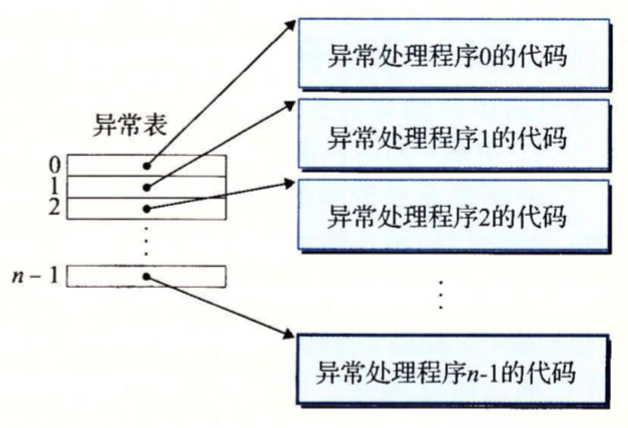 异常表
0
1
2
n – 1
异常处理程序0的代码
异常处理程序1的代码
异常处理程序2的代码
异常处理程序n-1的代码